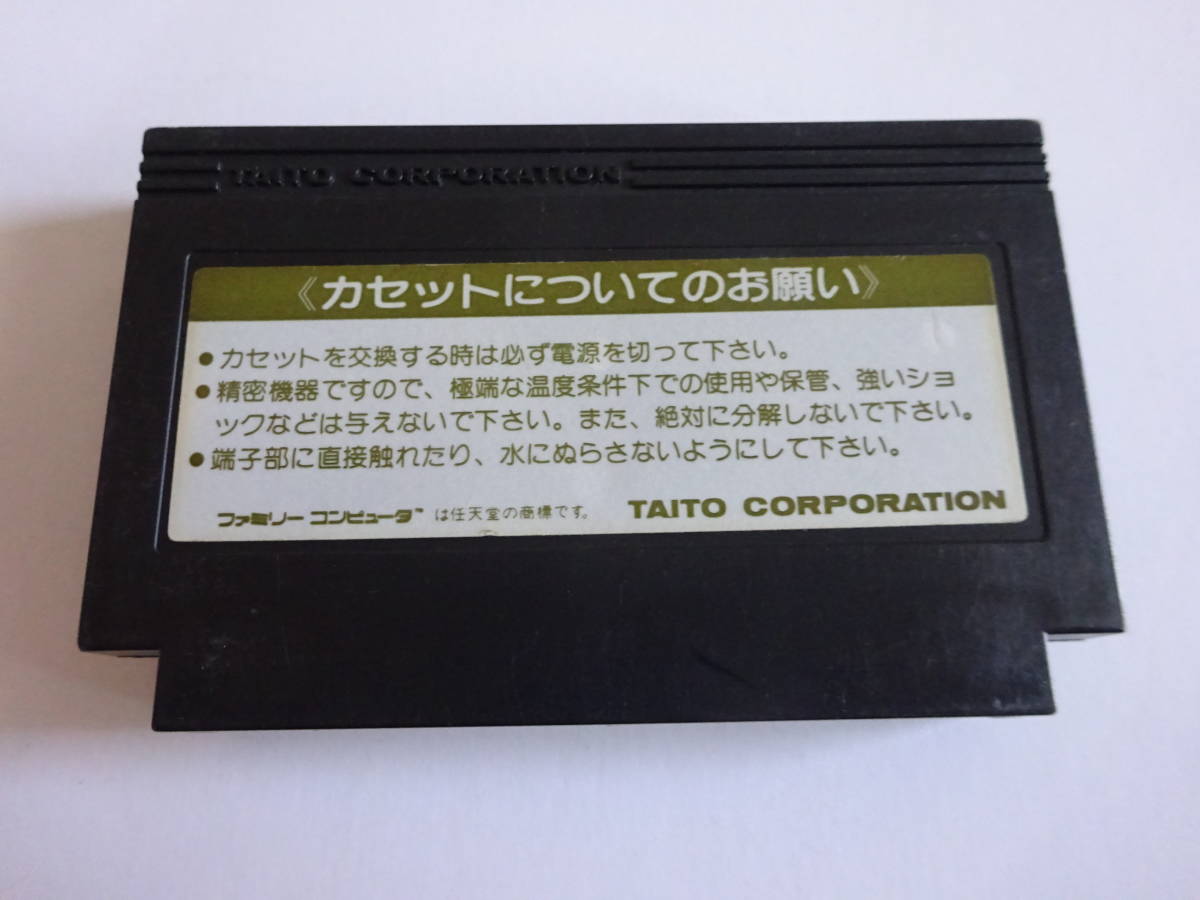 TAITO CORPORATION
《カセットについてのお願い》
● カセットを交換する時は必ず電源を切って下さい。
● 精密機器ですので、極端な温度条件下での使用や保管、強いショ
ックなどは与えないで下さい。また、絶対に分解しないで下さい。
● 端子部に直接触れたり、水にぬらさないようにして下さい。
ファミリーコンピュータ™ は任天堂の商標です。 TAITO CORPORATION